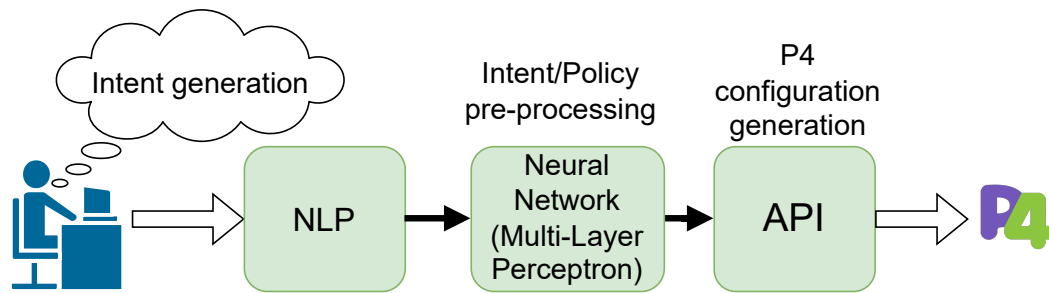 Intent generation
Intent/Policy
pre-processing
P4
configuration
generation
NLP
Neural
Network
(Multi-Layer
Perceptron)
API
P4